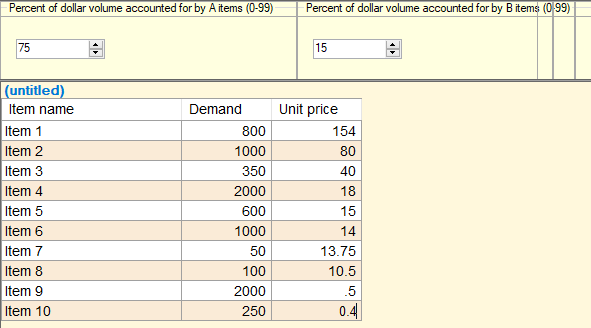 Percent of dollar volume accounted for by A items (0-99) Percent of dollar volume accounted for by B items (0-99)
75 15
(untitled)
Item name Demand Unit price
Item 1 800 154
Item 2 1000 80
Item 3 350 40
Item 4 2000 18
Item 5 600 15
Item 6 1000 14
Item 7 50 13.75
Item 8 100 10.5
Item 9 2000 .5
Item 10 250 0.4